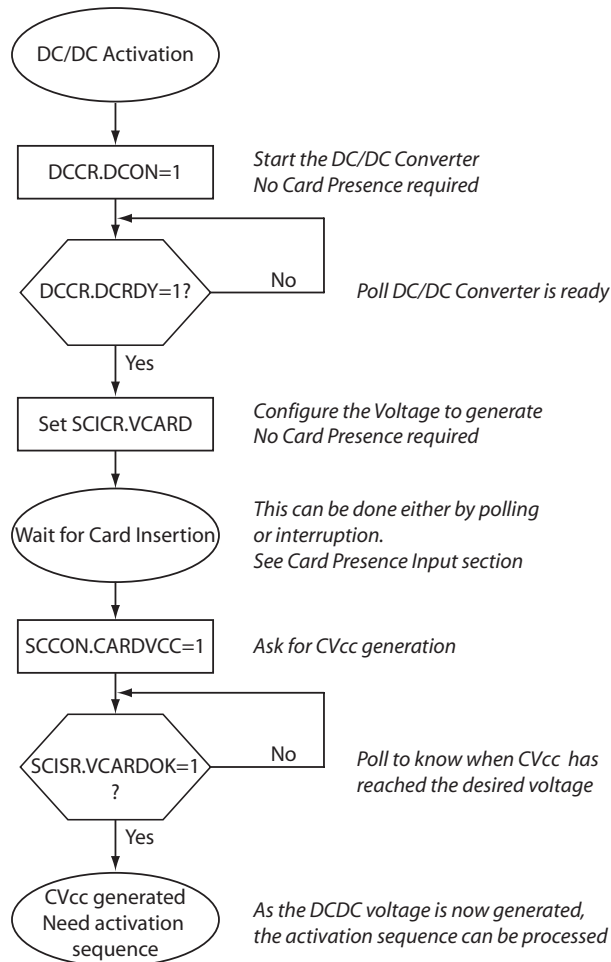 DC/DC Activation
DCCR.DCON=1
Start the DC/DC Converter
No Card Presence required
DCCR.DCRDY=1?
No
Poll DC/DC Converter is ready
Yes
Set SCICR.VCARD
Configure the Voltage to generate
No Card Presence required
Wait for Card Insertion
This can be done either by polling
or interruption.
See Card Presence Input section
SCCON.CARDVCC=1
Ask for CVcc generation
SCISR.VCARDOK=1
?
No
Poll to know when CVcc has
reached the desired voltage
Yes
CVcc generated
Need activation
sequence
As the DCDC voltage is now generated,
the activation sequence can be processed